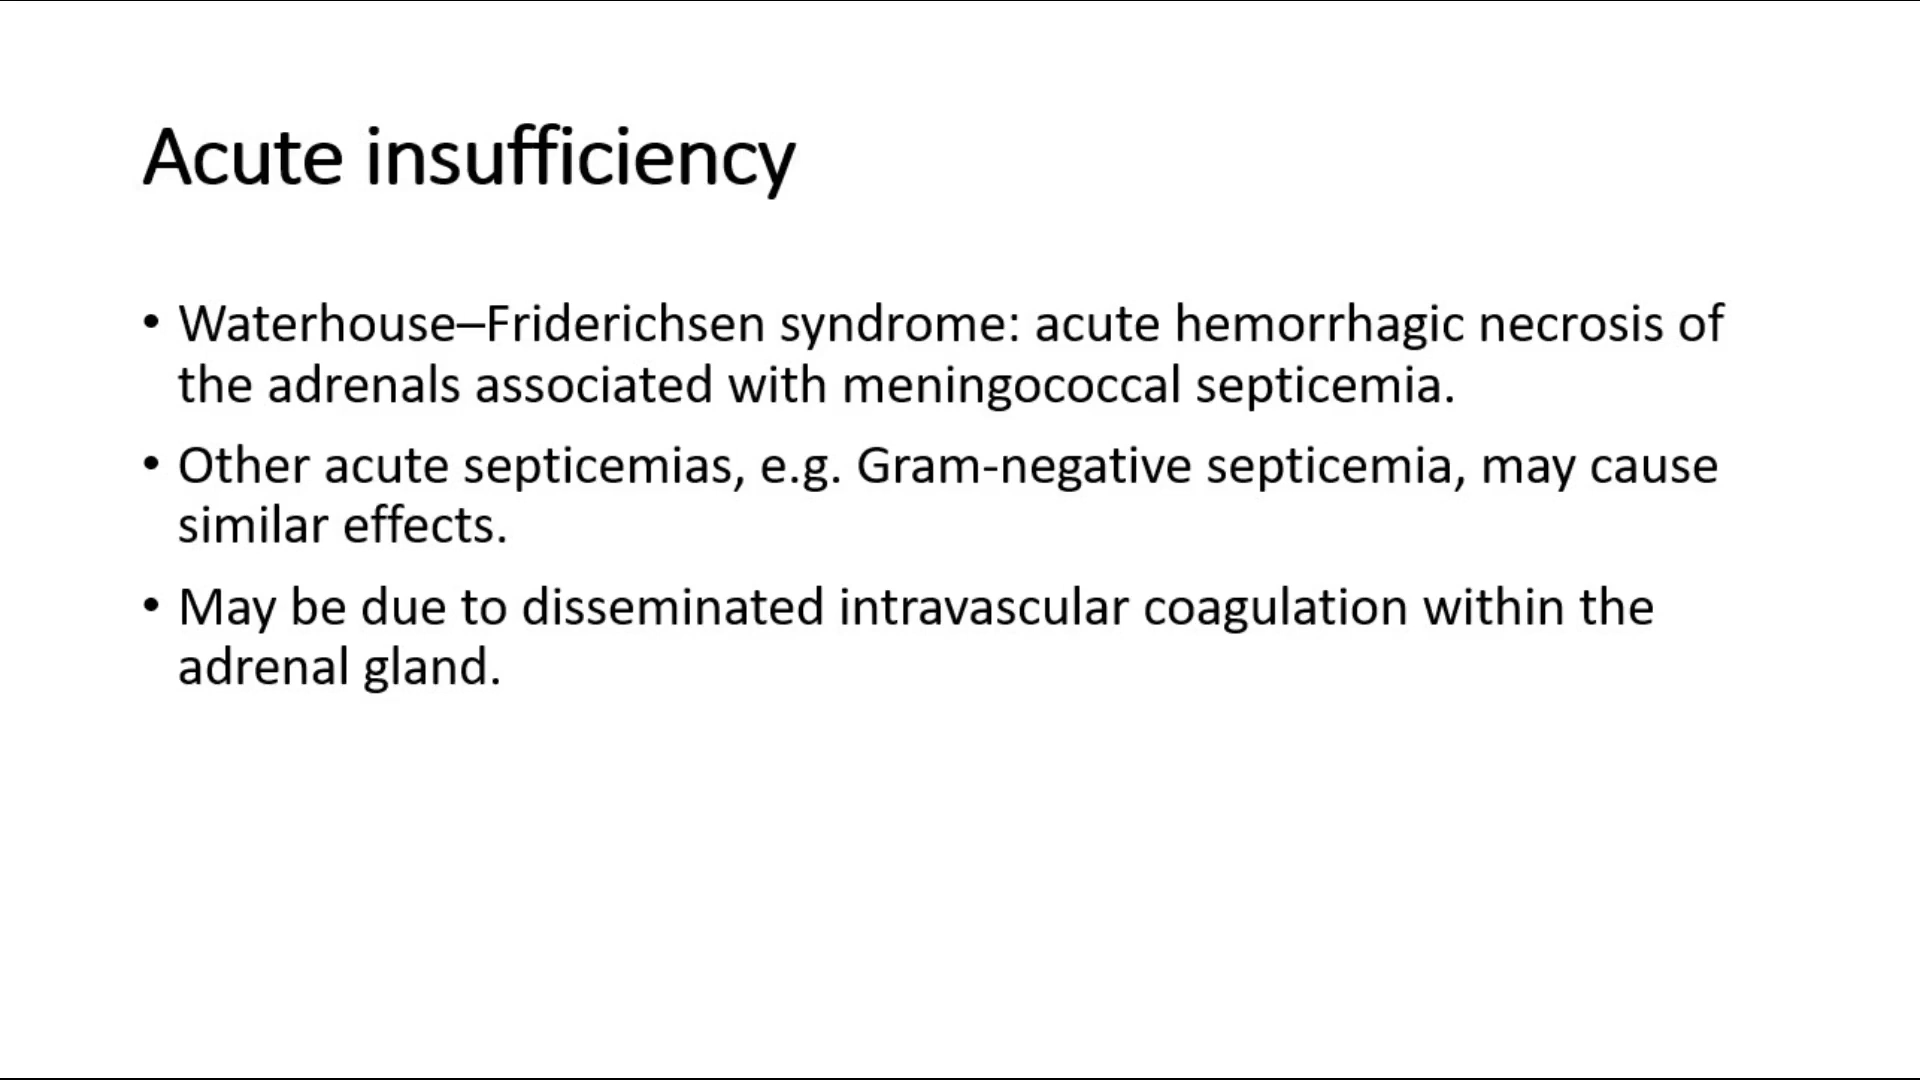 Acute insufficiency
• Waterhouse–Friderichsen syndrome: acute hemorrhagic necrosis of
the adrenals associated with meningococcal septicemia.
• Other acute septicemias, e.g. Gram-negative septicemia, may cause
similar effects.
• May be due to disseminated intravascular coagulation within the
adrenal gland.